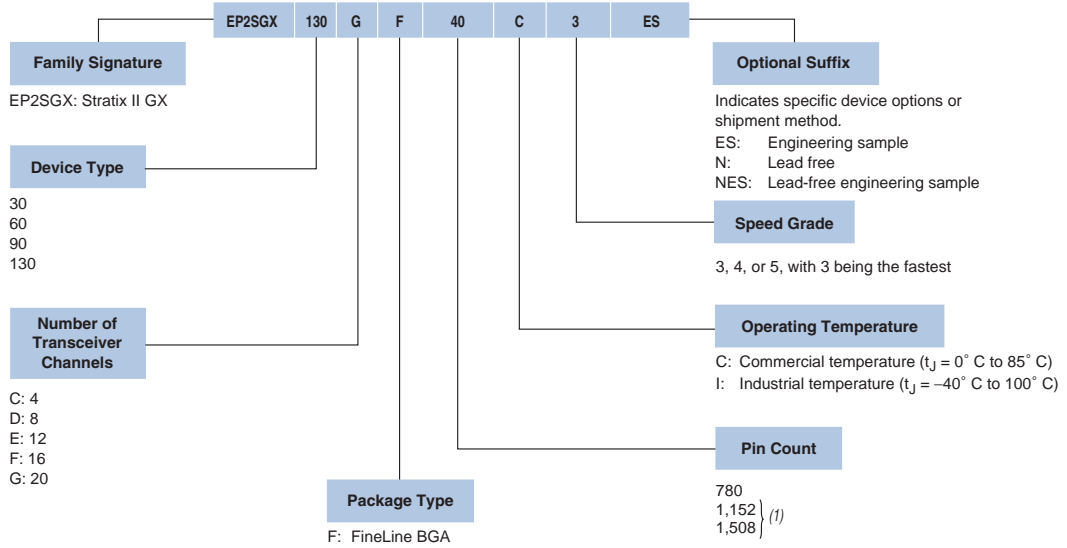 EP2SGX 130 G F 40 C 3 ES
Family Signature
EP2SGX: Stratix II GX
Device Type
30
60
90
130
Number of
Transceiver
Channels
C: 4
D: 8
E: 12
F: 16
G: 20
Package Type
F: FineLine BGA
Optional Suffix
Indicates specific device options or
shipment method.
ES: Engineering sample
N: Lead free
NES: Lead-free engineering sample
Speed Grade
3, 4, or 5, with 3 being the fastest
Operating Temperature
C: Commercial temperature (tJ = 0° C to 85° C)
I: Industrial temperature (tJ = –40° C to 100° C)
Pin Count
780
1,152
1,508
(1)